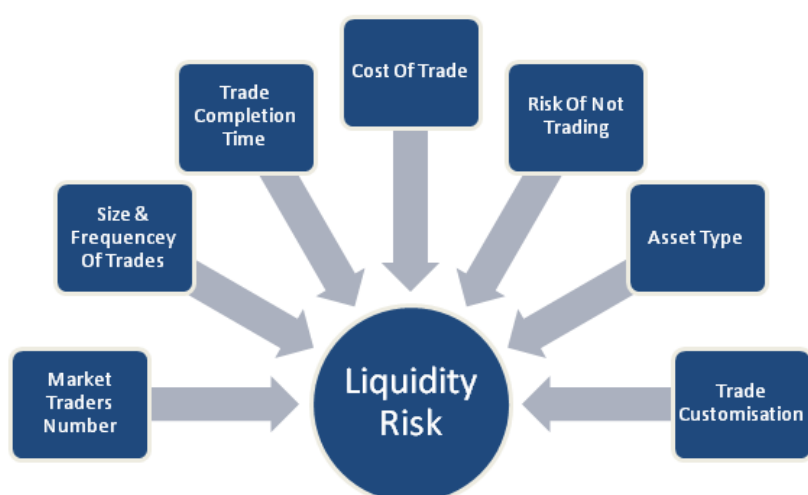 Cost Of Trade
Trade
Completion
Time
Risk Of Not
Trading
Size &
Frequencey
Of Trades
Asset Type
Market
Traders
Number
Liquidity
Risk
Trade
Customisation